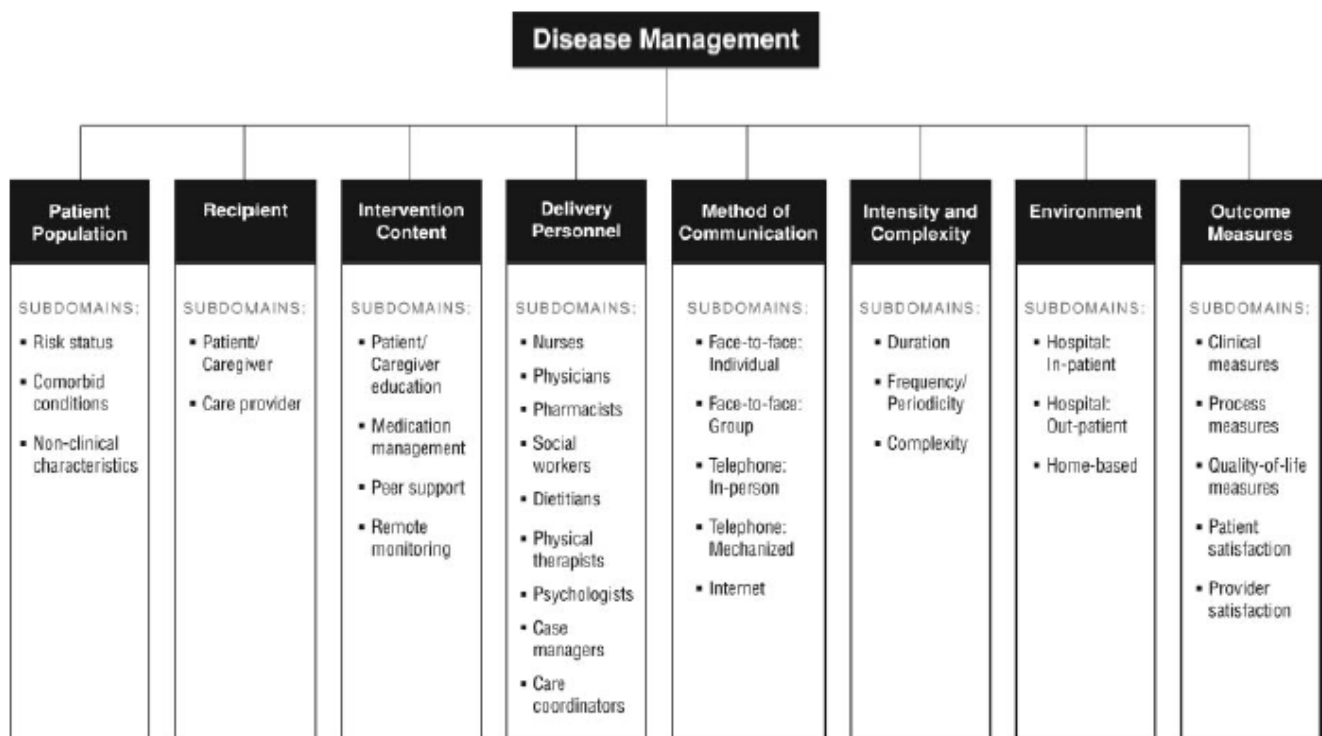 Disease Management
Patient
Population
SUBDOMAINS:
▪ Risk status
▪ Comorbid
conditions
▪ Non-clinical
characteristics
Recipient
SUBDOMAINS:
▪ Patient/
Caregiver
▪ Care provider
Intervention
Content
SUBDOMAINS:
▪ Patient/
Caregiver
education
▪ Medication
management
▪ Peer support
▪ Remote
monitoring
Delivery
Personnel
SUBDOMAINS:
▪ Nurses
▪ Physicians
▪ Pharmacists
▪ Social
workers
▪ Dietitians
▪ Physical
therapists
▪ Psychologists
▪ Case
managers
▪ Care
coordinators
Method of
Communication
SUBDOMAINS:
▪ Face-to-face:
Individual
▪ Face-to-face:
Group
▪ Telephone:
In-person
▪ Telephone:
Mechanized
▪ Internet
Intensity and
Complexity
SUBDOMAINS:
▪ Duration
▪ Frequency/
Periodicity
▪ Complexity
Environment
SUBDOMAINS:
▪ Hospital:
In-patient
▪ Hospital:
Out-patient
▪ Home-based
Outcome
Measures
SUBDOMAINS:
▪ Clinical
measures
▪ Process
measures
▪ Quality-of-life
measures
▪ Patient
satisfaction
▪ Provider
satisfaction